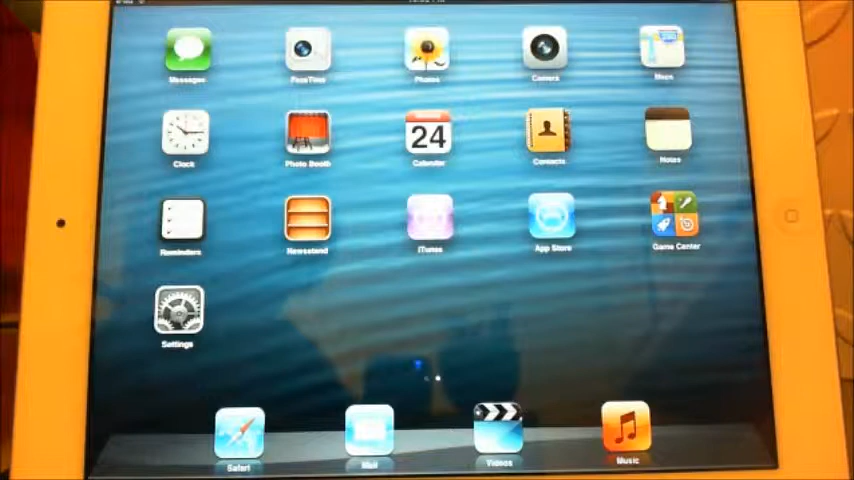 Messages
FaceTime
Photos
Camera
Maps
Clock
Photo Booth
24
Calendar
Contacts
Notes
Reminders
Newsstand
iTunes
App Store
Game Center
Settings
Safari
Mail
Videos
Music